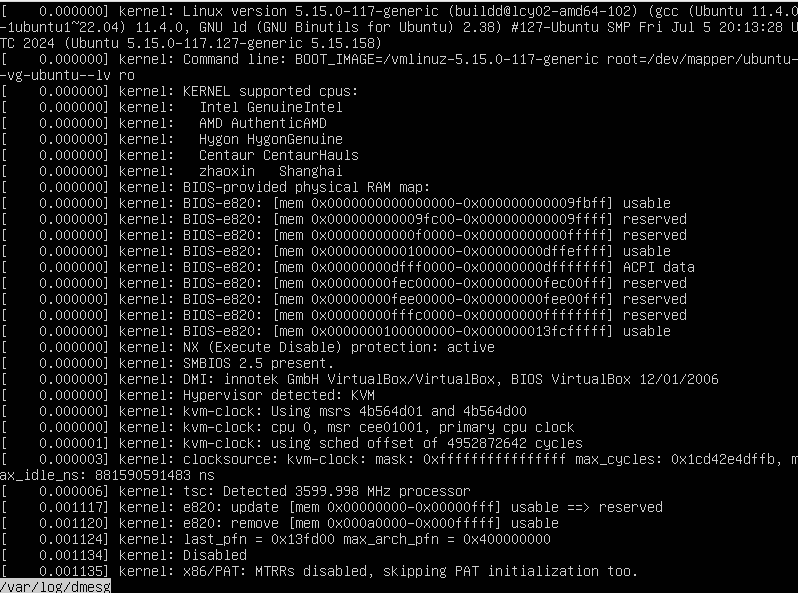 [    0.000000] kernel: Linux version 5.15.0-117-generic (buildd@lcy02-amd64-102) (gcc (Ubuntu 11.4.0
-1ubuntu1~22.04) 11.4.0, GNU ld (GNU Binutils for Ubuntu) 2.38) #127-Ubuntu SMP Fri Jul 5 20:13:28 U
TC 2024 (Ubuntu 5.15.0-117.127-generic 5.15.158)
[    0.000000] kernel: Command line: BOOT_IMAGE=/vmlinuz-5.15.0-117-generic root=/dev/mapper/ubuntu-
-vg-ubuntu--lv ro
[    0.000000] kernel: KERNEL supported cpus:
[    0.000000] kernel:   Intel GenuineIntel
[    0.000000] kernel:   AMD AuthenticAMD
[    0.000000] kernel:   Hygon HygonGenuine
[    0.000000] kernel:   Centaur CentaurHauls
[    0.000000] kernel:   zhaoxin   Shanghai
[    0.000000] kernel: BIOS-provided physical RAM map:
[    0.000000] kernel: BIOS-e820: [mem 0x0000000000000000-0x000000000009fbff] usable
[    0.000000] kernel: BIOS-e820: [mem 0x000000000009fc00-0x000000000009ffff] reserved
[    0.000000] kernel: BIOS-e820: [mem 0x00000000000f0000-0x00000000000fffff] reserved
[    0.000000] kernel: BIOS-e820: [mem 0x0000000000100000-0x00000000dffeffff] usable
[    0.000000] kernel: BIOS-e820: [mem 0x00000000dfff0000-0x00000000dfffffff] ACPI data
[    0.000000] kernel: BIOS-e820: [mem 0x00000000fec00000-0x00000000fec00fff] reserved
[    0.000000] kernel: BIOS-e820: [mem 0x00000000fee00000-0x00000000fee00fff] reserved
[    0.000000] kernel: BIOS-e820: [mem 0x00000000fffc0000-0x00000000ffffffff] reserved
[    0.000000] kernel: BIOS-e820: [mem 0x0000000100000000-0x000000013fcfffff] usable
[    0.000000] kernel: NX (Execute Disable) protection: active
[    0.000000] kernel: SMBIOS 2.5 present.
[    0.000000] kernel: DMI: innotek GmbH VirtualBox/VirtualBox, BIOS VirtualBox 12/01/2006
[    0.000000] kernel: Hypervisor detected: KVM
[    0.000000] kernel: kvm-clock: Using msrs 4b564d01 and 4b564d00
[    0.000000] kernel: kvm-clock: cpu 0, msr cee01001, primary cpu clock
[    0.000001] kernel: kvm-clock: using sched offset of 4952872642 cycles
[    0.000003] kernel: clocksource: kvm-clock: mask: 0xffffffffffffffff max_cycles: 0x1cd42e4dffb, m
ax_idle_ns: 881590591483 ns
[    0.000006] kernel: tsc: Detected 3599.998 MHz processor
[    0.001117] kernel: e820: update [mem 0x00000000-0x00000fff] usable ==> reserved
[    0.001120] kernel: e820: remove [mem 0x000a0000-0x000fffff] usable
[    0.001124] kernel: last_pfn = 0x13fd00 max_arch_pfn = 0x400000000
[    0.001134] kernel: Disabled
[    0.001135] kernel: x86/PAT: MTRRs disabled, skipping PAT initialization too.
/var/log/dmesg